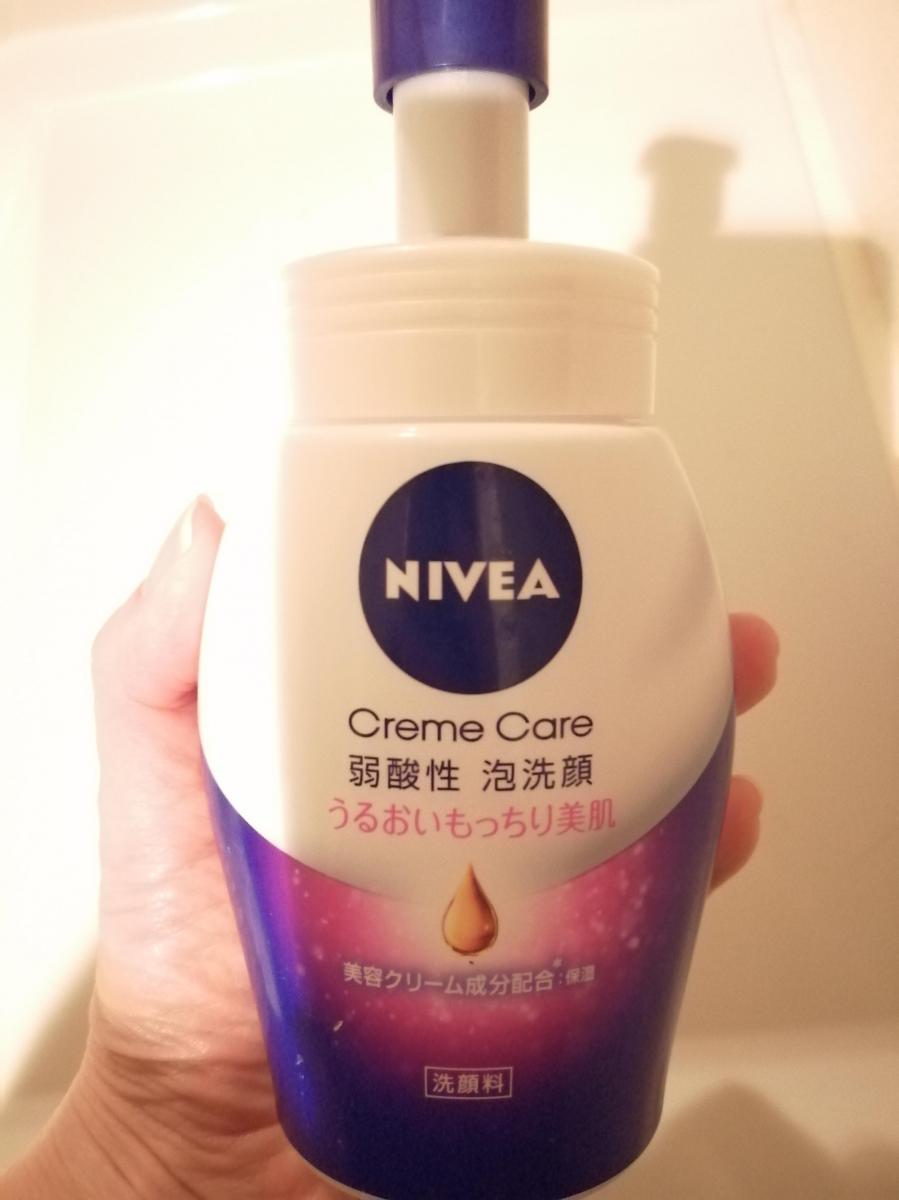 NIVEA
Creme Care
弱酸性 泡洗顔
うるおいもっちり美肌
美容クリーム成分配合*:保湿
洗顔料